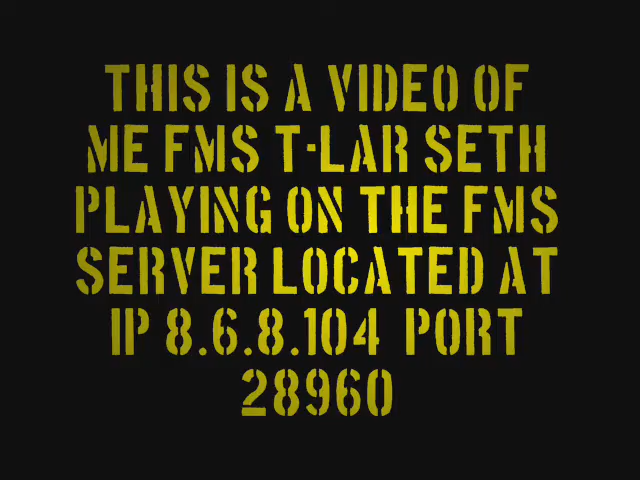 THIS IS A VIDEO OF
ME FMS T-LAR SETH
PLAYING ON THE FMS
SERVER LOCATED AT
IP 8.6.8.104 PORT
28960